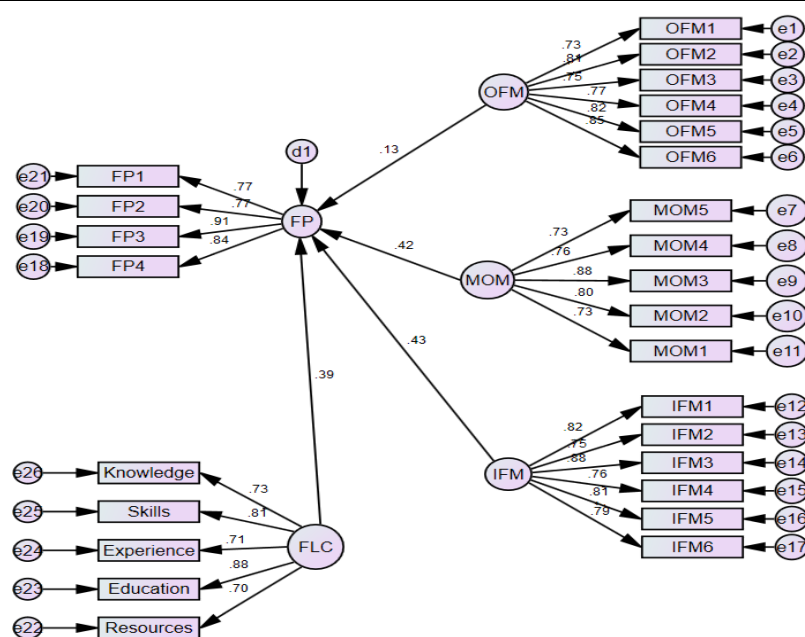 .73 OFM1 e1
.81 OFM2 e2
.75 OFM3 e3
OFM
.77 OFM4 e4
.82 OFM5 e5
.85 OFM6 e6
d1
.13
e21 FP1 .77
e20 FP2 .77
FP
e19 FP3 .91
e18 FP4 .84
.42
MOM
.73 MOM5 e7
.76 MOM4 e8
.88 MOM3 e9
.80 MOM2 e10
.73 MOM1 e11
.43
.39
IFM
.82 IFM1 e12
.75 IFM2 e13
.88 IFM3 e14
.76 IFM4 e15
.81 IFM5 e16
.79 IFM6 e17
e26 Knowledge .73
e25 Skills .81
e24 Experience .71
FLC
e23 Education .88
e22 Resources .70